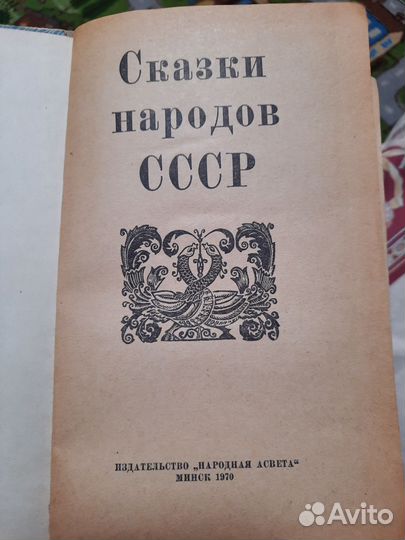 Сказки
народов
СССР
ИЗДАТЕЛЬСТВО „НАРОДНАЯ АСВЕТА“
МИНСК 1970
Avito